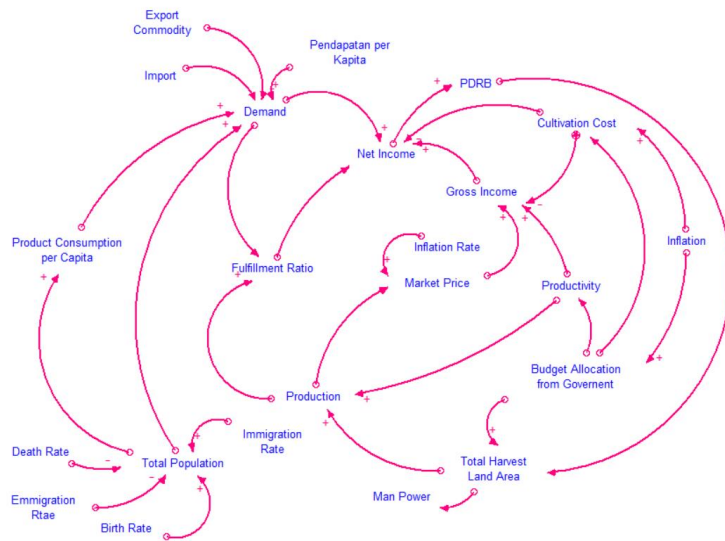 Export
Commodity
Pendapatan per
Kapita
Import
PDRB
Demand
Cultivation Cost
Net Income
Gross Income
Product Consumption
per Capita
Inflation Rate
Inflation
Fulfillment Ratio
Market Price
Productivity
Budget Allocation
from Governent
Production
Immigration
Rate
Death Rate
Total Population
Total Harvest
Land Area
Man Power
Emmigration
Rtae
Birth Rate